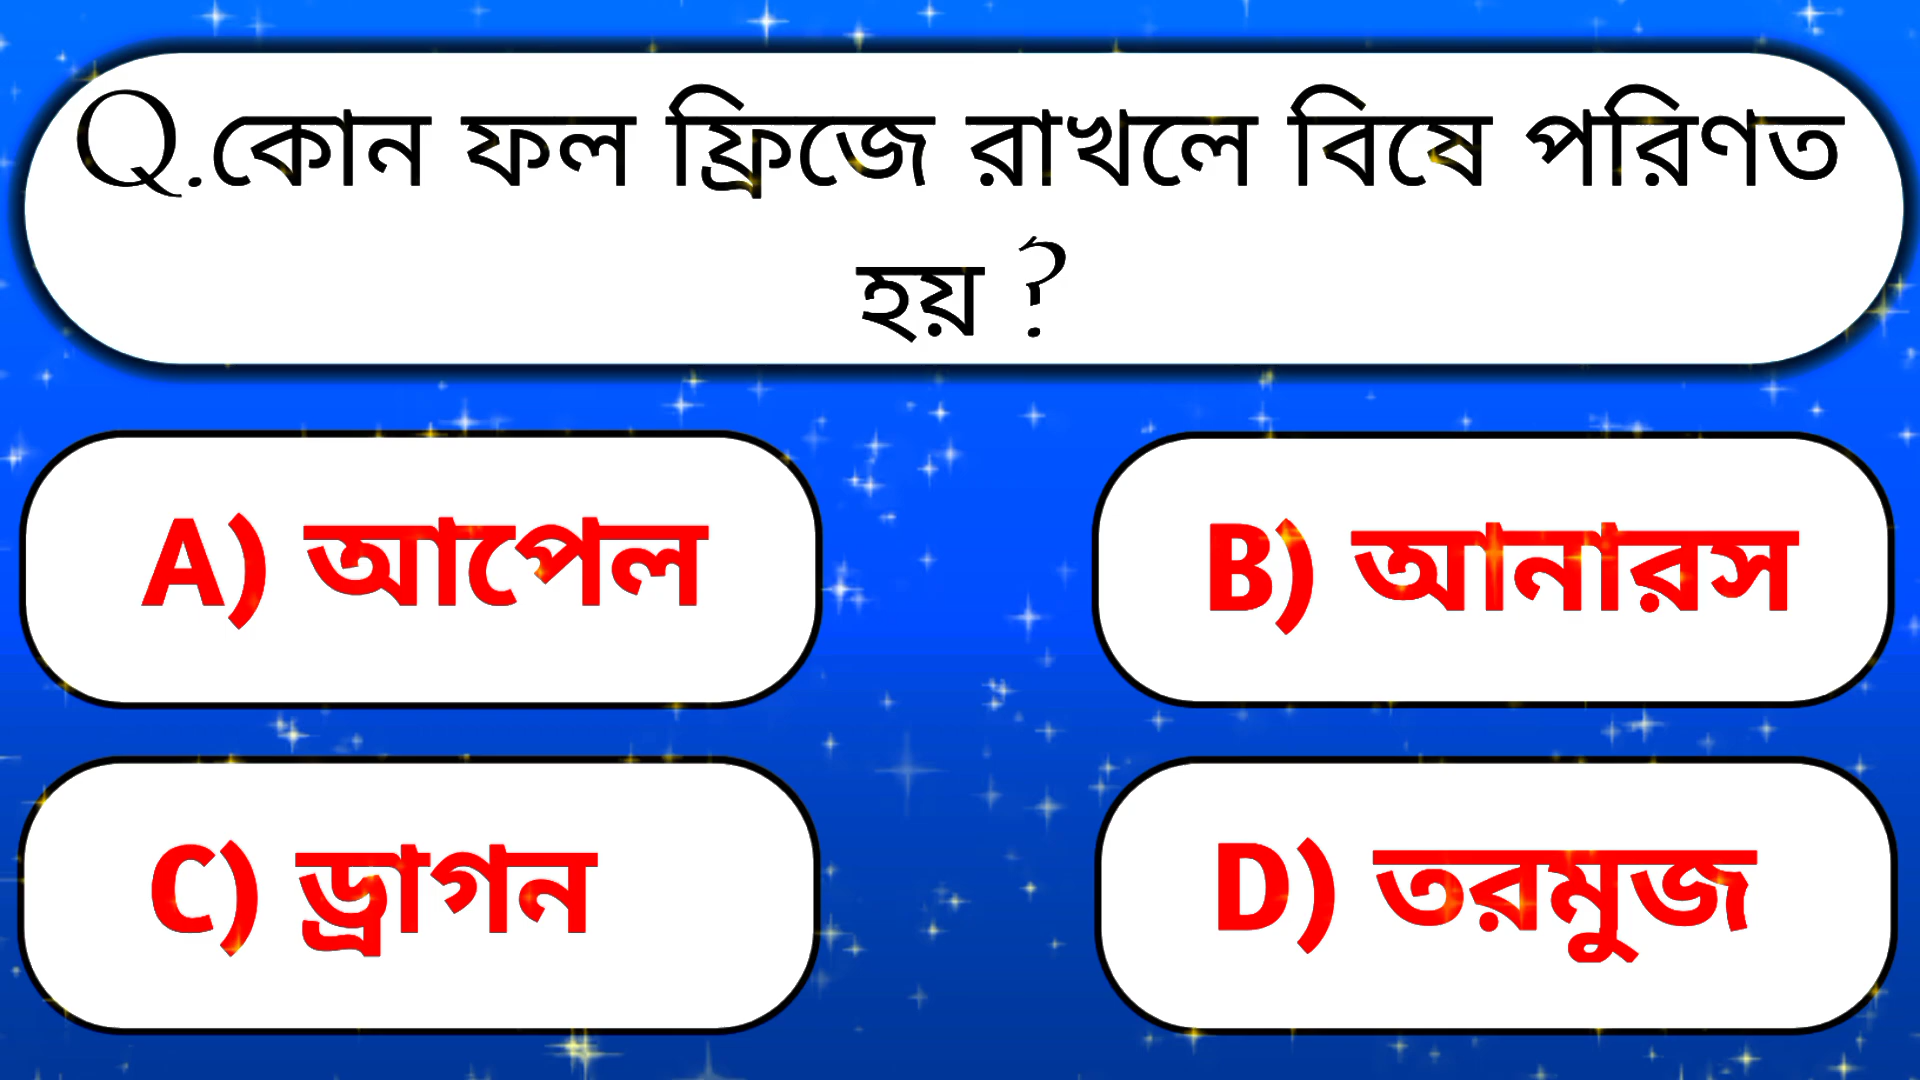 Q.কোন ফল ফ্রিজে রাখলে বিষে পরিণত
হয় ?
A) আপেল
B) আনারস
C) ড্রাগন
D) তরমুজ